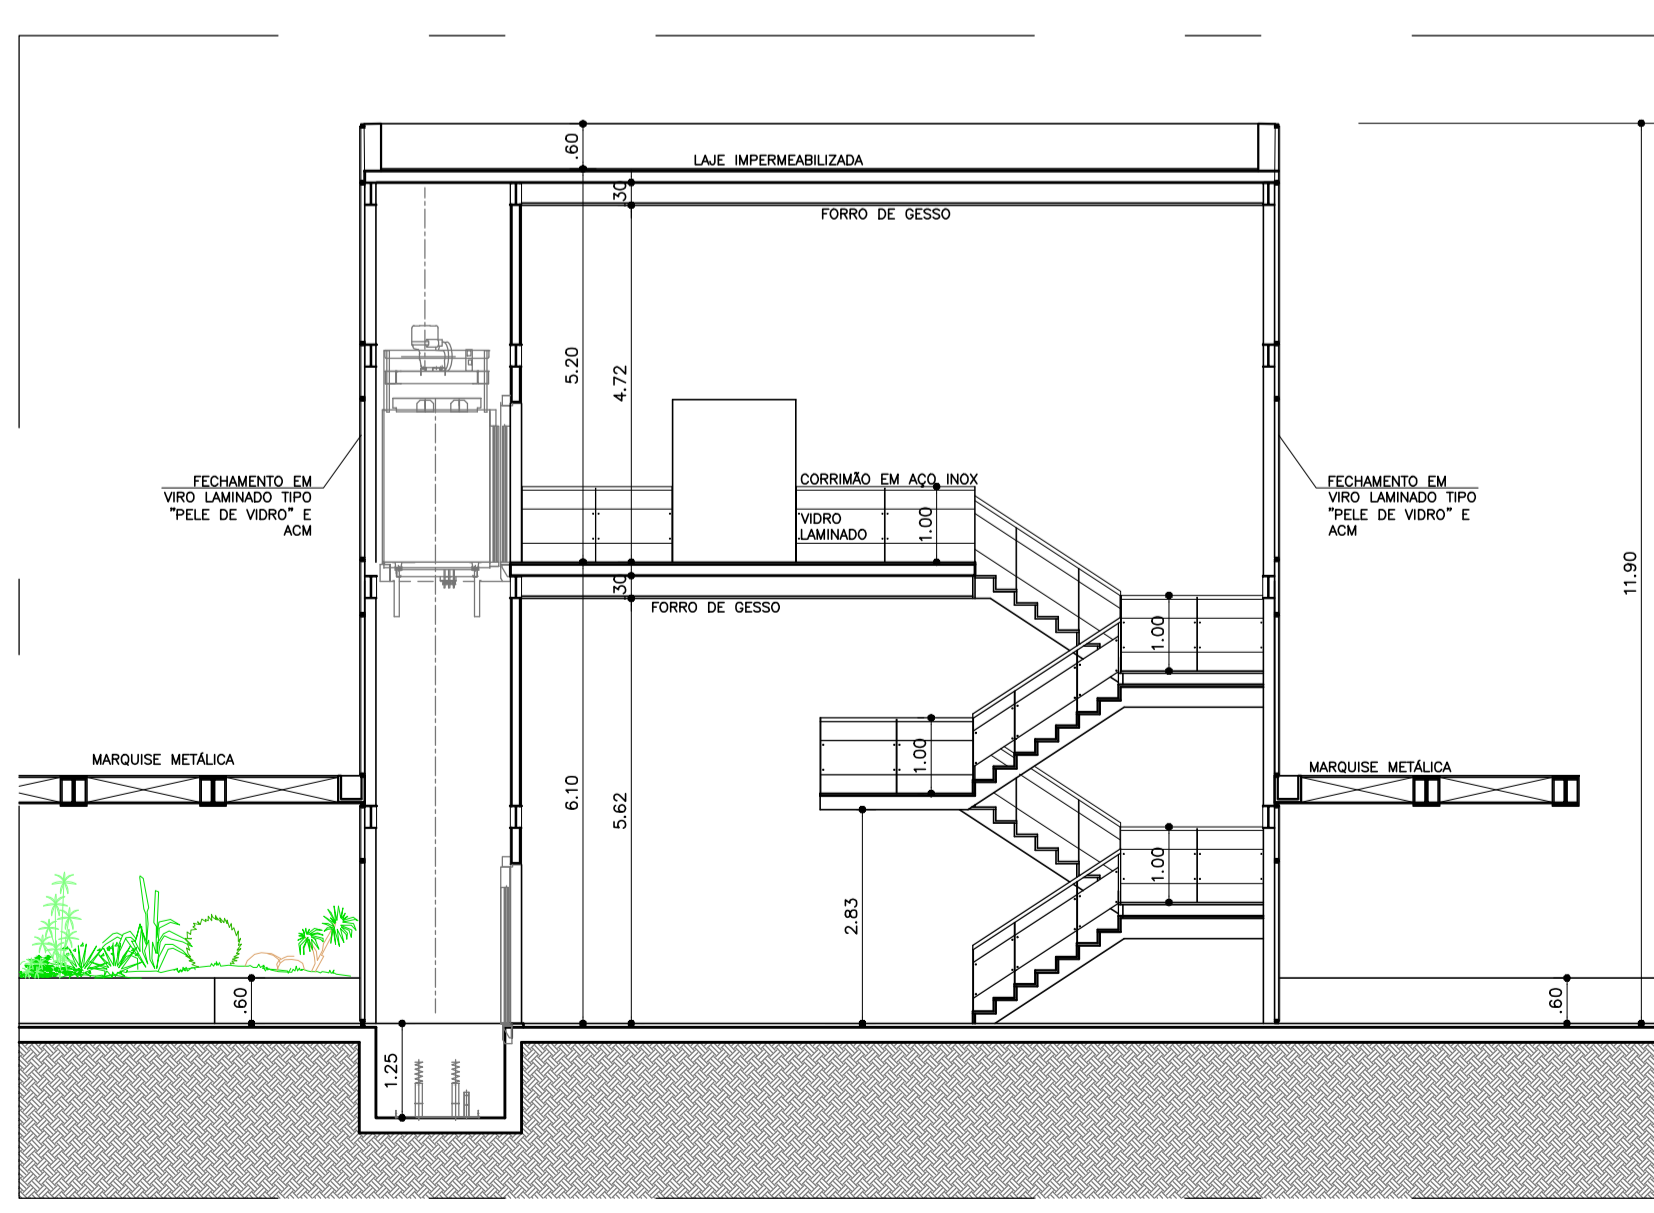 .60
LAJE IMPERMEABILIZADA
.30
FORRO DE GESSO
5.20
4.72
FECHAMENTO EM
VIRO LAMINADO TIPO
"PELE DE VIDRO" E
ACM
CORRIMÃO EM AÇO INOX
VIDRO
LAMINADO
1.00
FECHAMENTO EM
VIRO LAMINADO TIPO
"PELE DE VIDRO" E
ACM
11.90
.30
FORRO DE GESSO
1.00
MARQUISE METÁLICA
1.00
MARQUISE METÁLICA
6.10
5.62
1.00
2.83
.60
.60
1.25